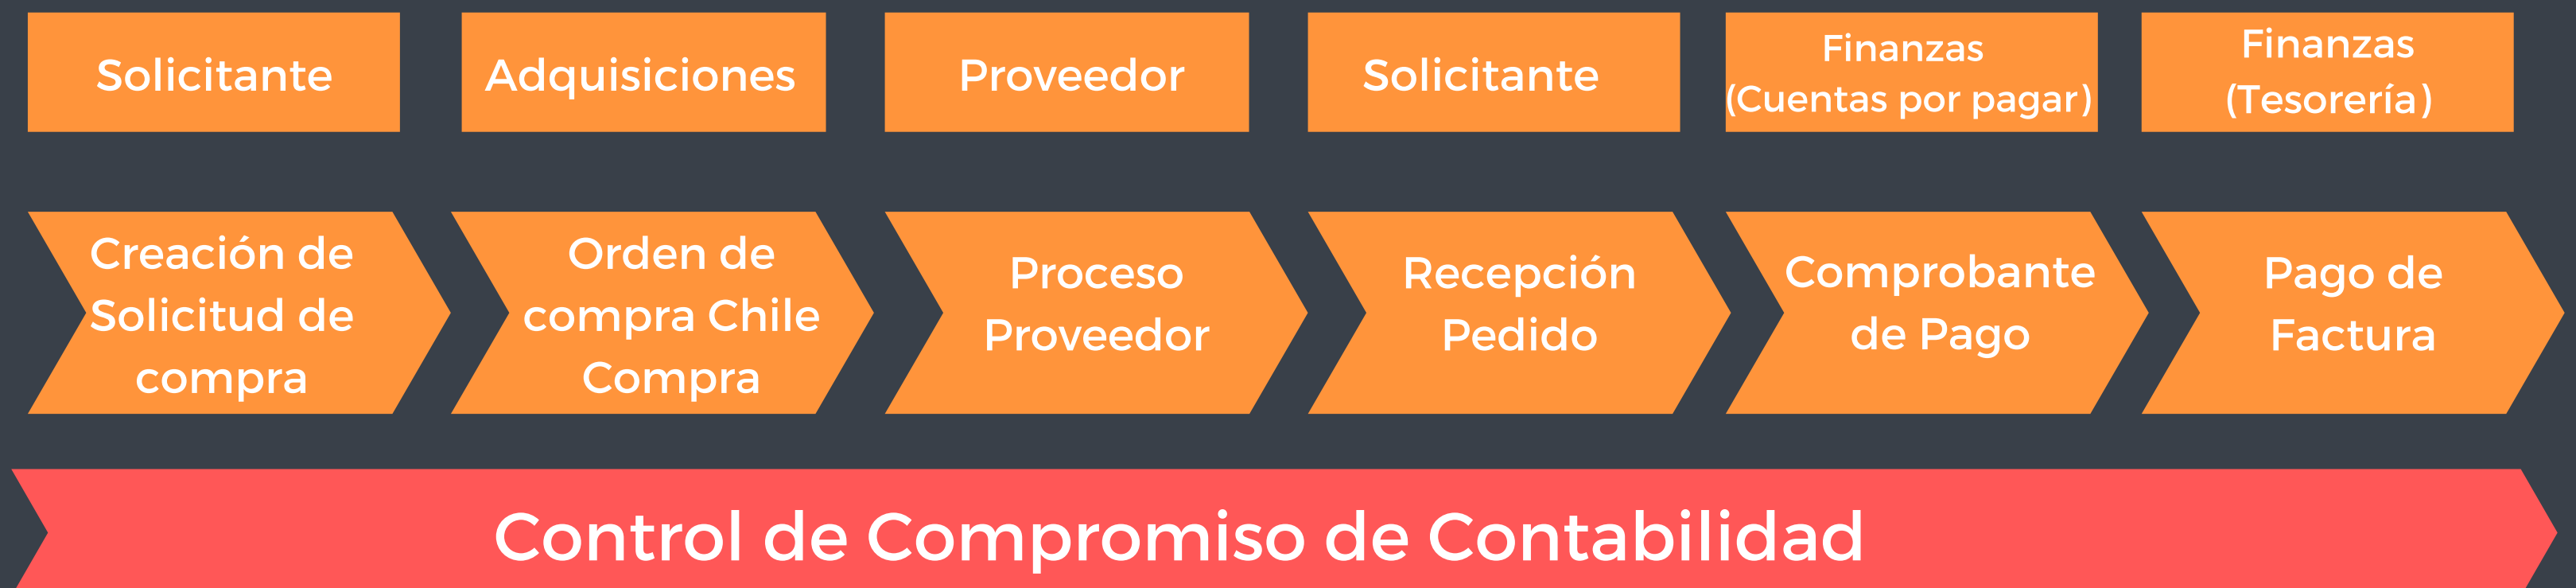 Solicitante
Adquisiciones
Proveedor
Solicitante
Finanzas
(Cuentas por pagar)
Finanzas
(Tesorería)
Creación de
Solicitud de
compra
Orden de
compra Chile
Compra
Proceso
Proveedor
Recepción
Pedido
Comprobante
de Pago
Pago de
Factura
Control de Compromiso de Contabilidad